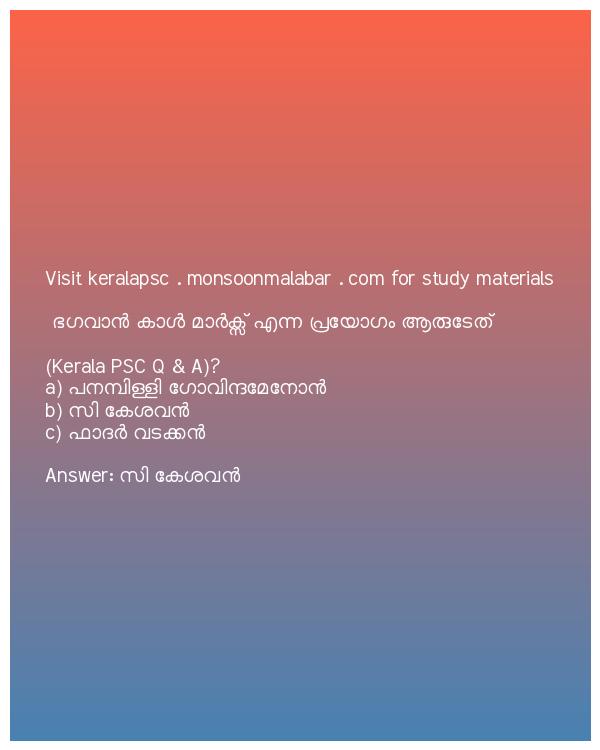 Visit keralapsc . monsoonmalabar . com for study materials
ഭഗവാൻ കാൾ മാർക്സ് എന്ന പ്രയോഗം ആരുടേത്
(Kerala PSC Q & A)?
a) പനമ്പിള്ളി ഗോവിന്ദമേനോൻ
b) സി കേശവൻ
c) ഫാദർ വടക്കൻ
Answer: സി കേശവൻ